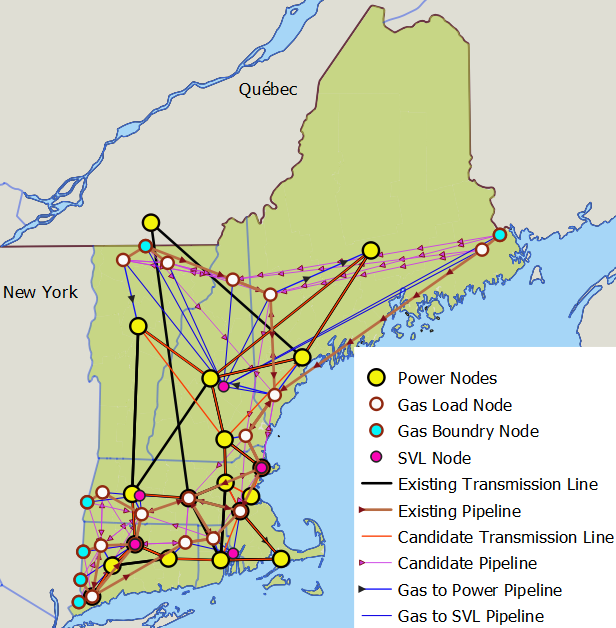 Québec
New York
Power Nodes
Gas Load Node
Gas Boundry Node
SVL Node
Existing Transmission Line
Existing Pipeline
Candidate Transmission Line
Candidate Pipeline
Gas to Power Pipeline
Gas to SVL Pipeline